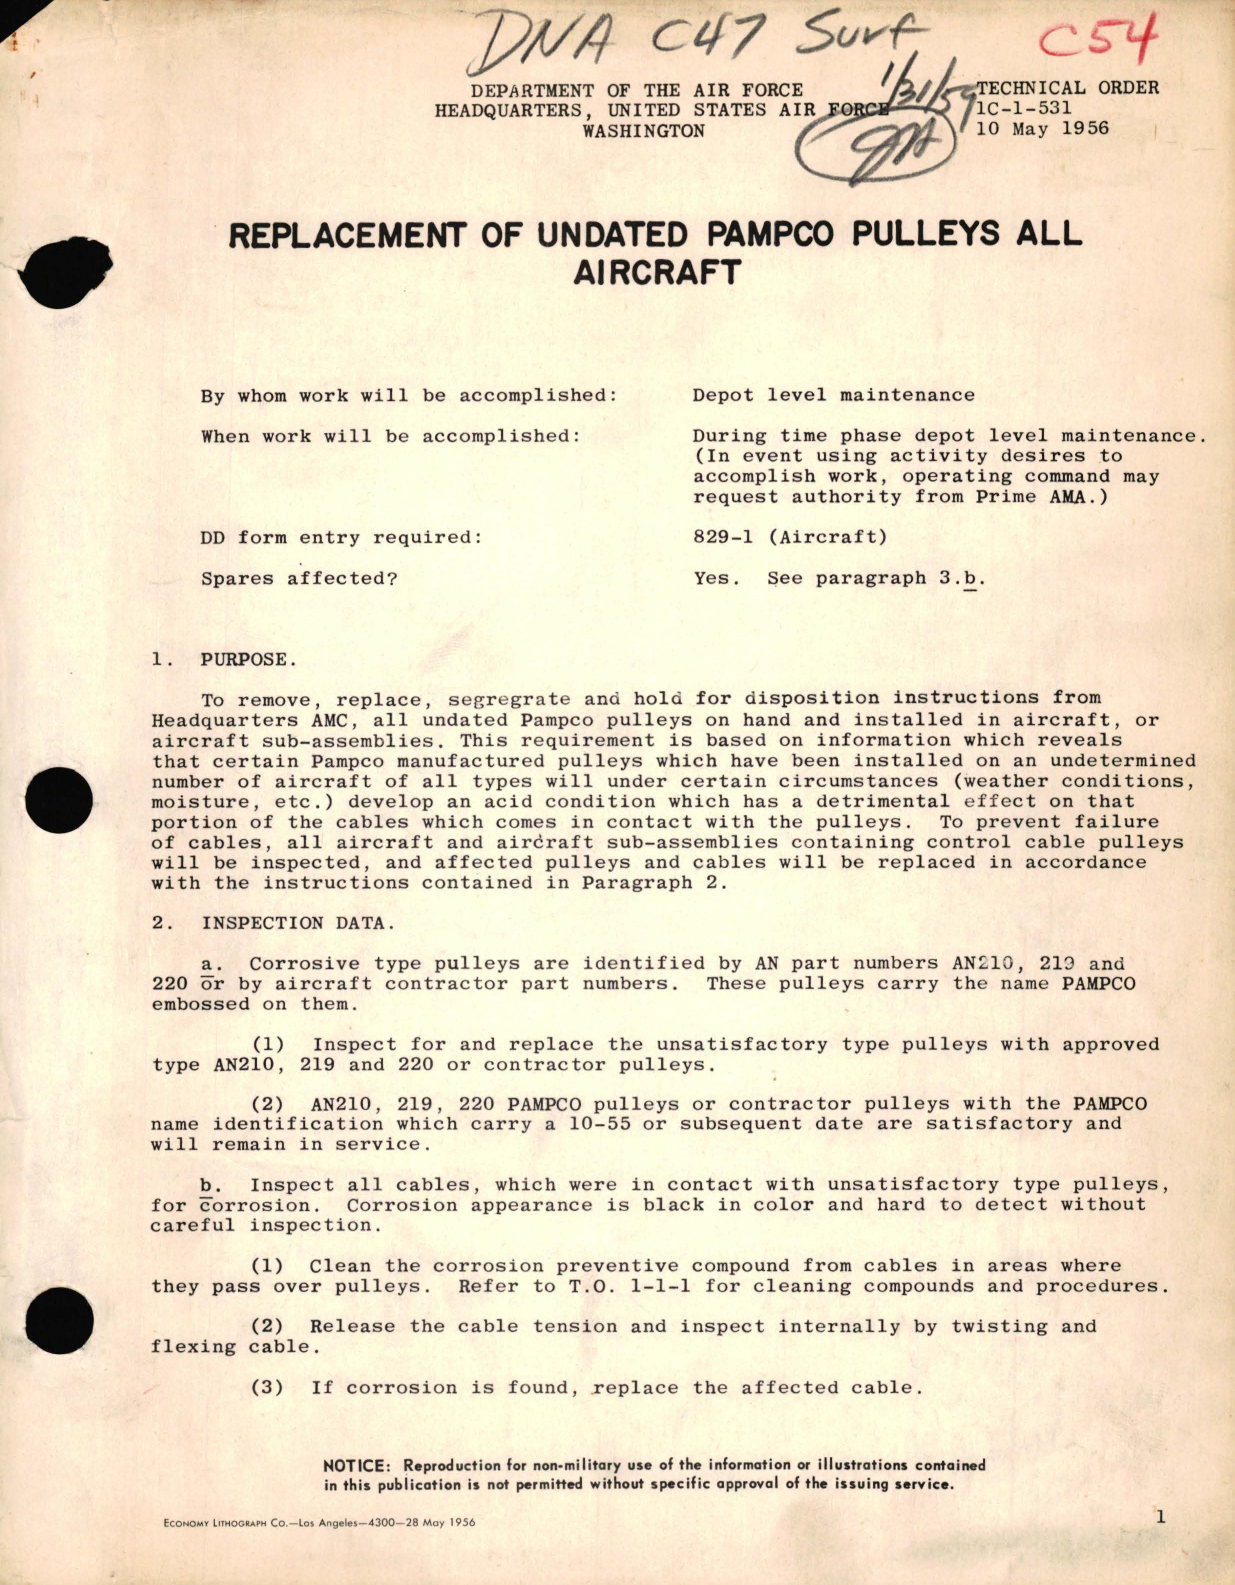 DNA C47 Surf C54
1/31/59
DEPARTMENT OF THE AIR FORCE
HEADQUARTERS, UNITED STATES AIR FORCE
WASHINGTON
TECHNICAL ORDER
1C-1-531
10 May 1956
REPLACEMENT OF UNDATED PAMPCO PULLEYS ALL
AIRCRAFT
By whom work will be accomplished: Depot level maintenance
When work will be accomplished: During time phase depot level maintenance.
(In event using activity desires to
accomplish work, operating command may
request authority from Prime AMA.)
DD form entry required: 829-1 (Aircraft)
Spares affected? Yes. See paragraph 3.b.
1. PURPOSE.
To remove, replace, segregrate and hold for disposition instructions from
Headquarters AMC, all undated Pampco pulleys on hand and installed in aircraft, or
aircraft sub-assemblies. This requirement is based on information which reveals
that certain Pampco manufactured pulleys which have been installed on an undetermined
number of aircraft of all types will under certain circumstances (weather conditions,
moisture, etc.) develop an acid condition which has a detrimental effect on that
portion of the cables which comes in contact with the pulleys. To prevent failure
of cables, all aircraft and aircraft sub-assemblies containing control cable pulleys
will be inspected, and affected pulleys and cables will be replaced in accordance
with the instructions contained in Paragraph 2.
2. INSPECTION DATA.
a. Corrosive type pulleys are identified by AN part numbers AN210, 219 and
220 or by aircraft contractor part numbers. These pulleys carry the name PAMPCO
embossed on them.
(1) Inspect for and replace the unsatisfactory type pulleys with approved
type AN210, 219 and 220 or contractor pulleys.
(2) AN210, 219, 220 PAMPCO pulleys or contractor pulleys with the PAMPCO
name identification which carry a 10-55 or subsequent date are satisfactory and
will remain in service.
b. Inspect all cables, which were in contact with unsatisfactory type pulleys,
for corrosion. Corrosion appearance is black in color and hard to detect without
careful inspection.
(1) Clean the corrosion preventive compound from cables in areas where
they pass over pulleys. Refer to T.O. 1-1-1 for cleaning compounds and procedures.
(2) Release the cable tension and inspect internally by twisting and
flexing cable.
(3) If corrosion is found, replace the affected cable.
NOTICE: Reproduction for non-military use of the information or illustrations contained
in this publication is not permitted without specific approval of the issuing service.
ECONOMY LITHOGRAPH CO.—Los Angeles—4300—28 May 1956
1